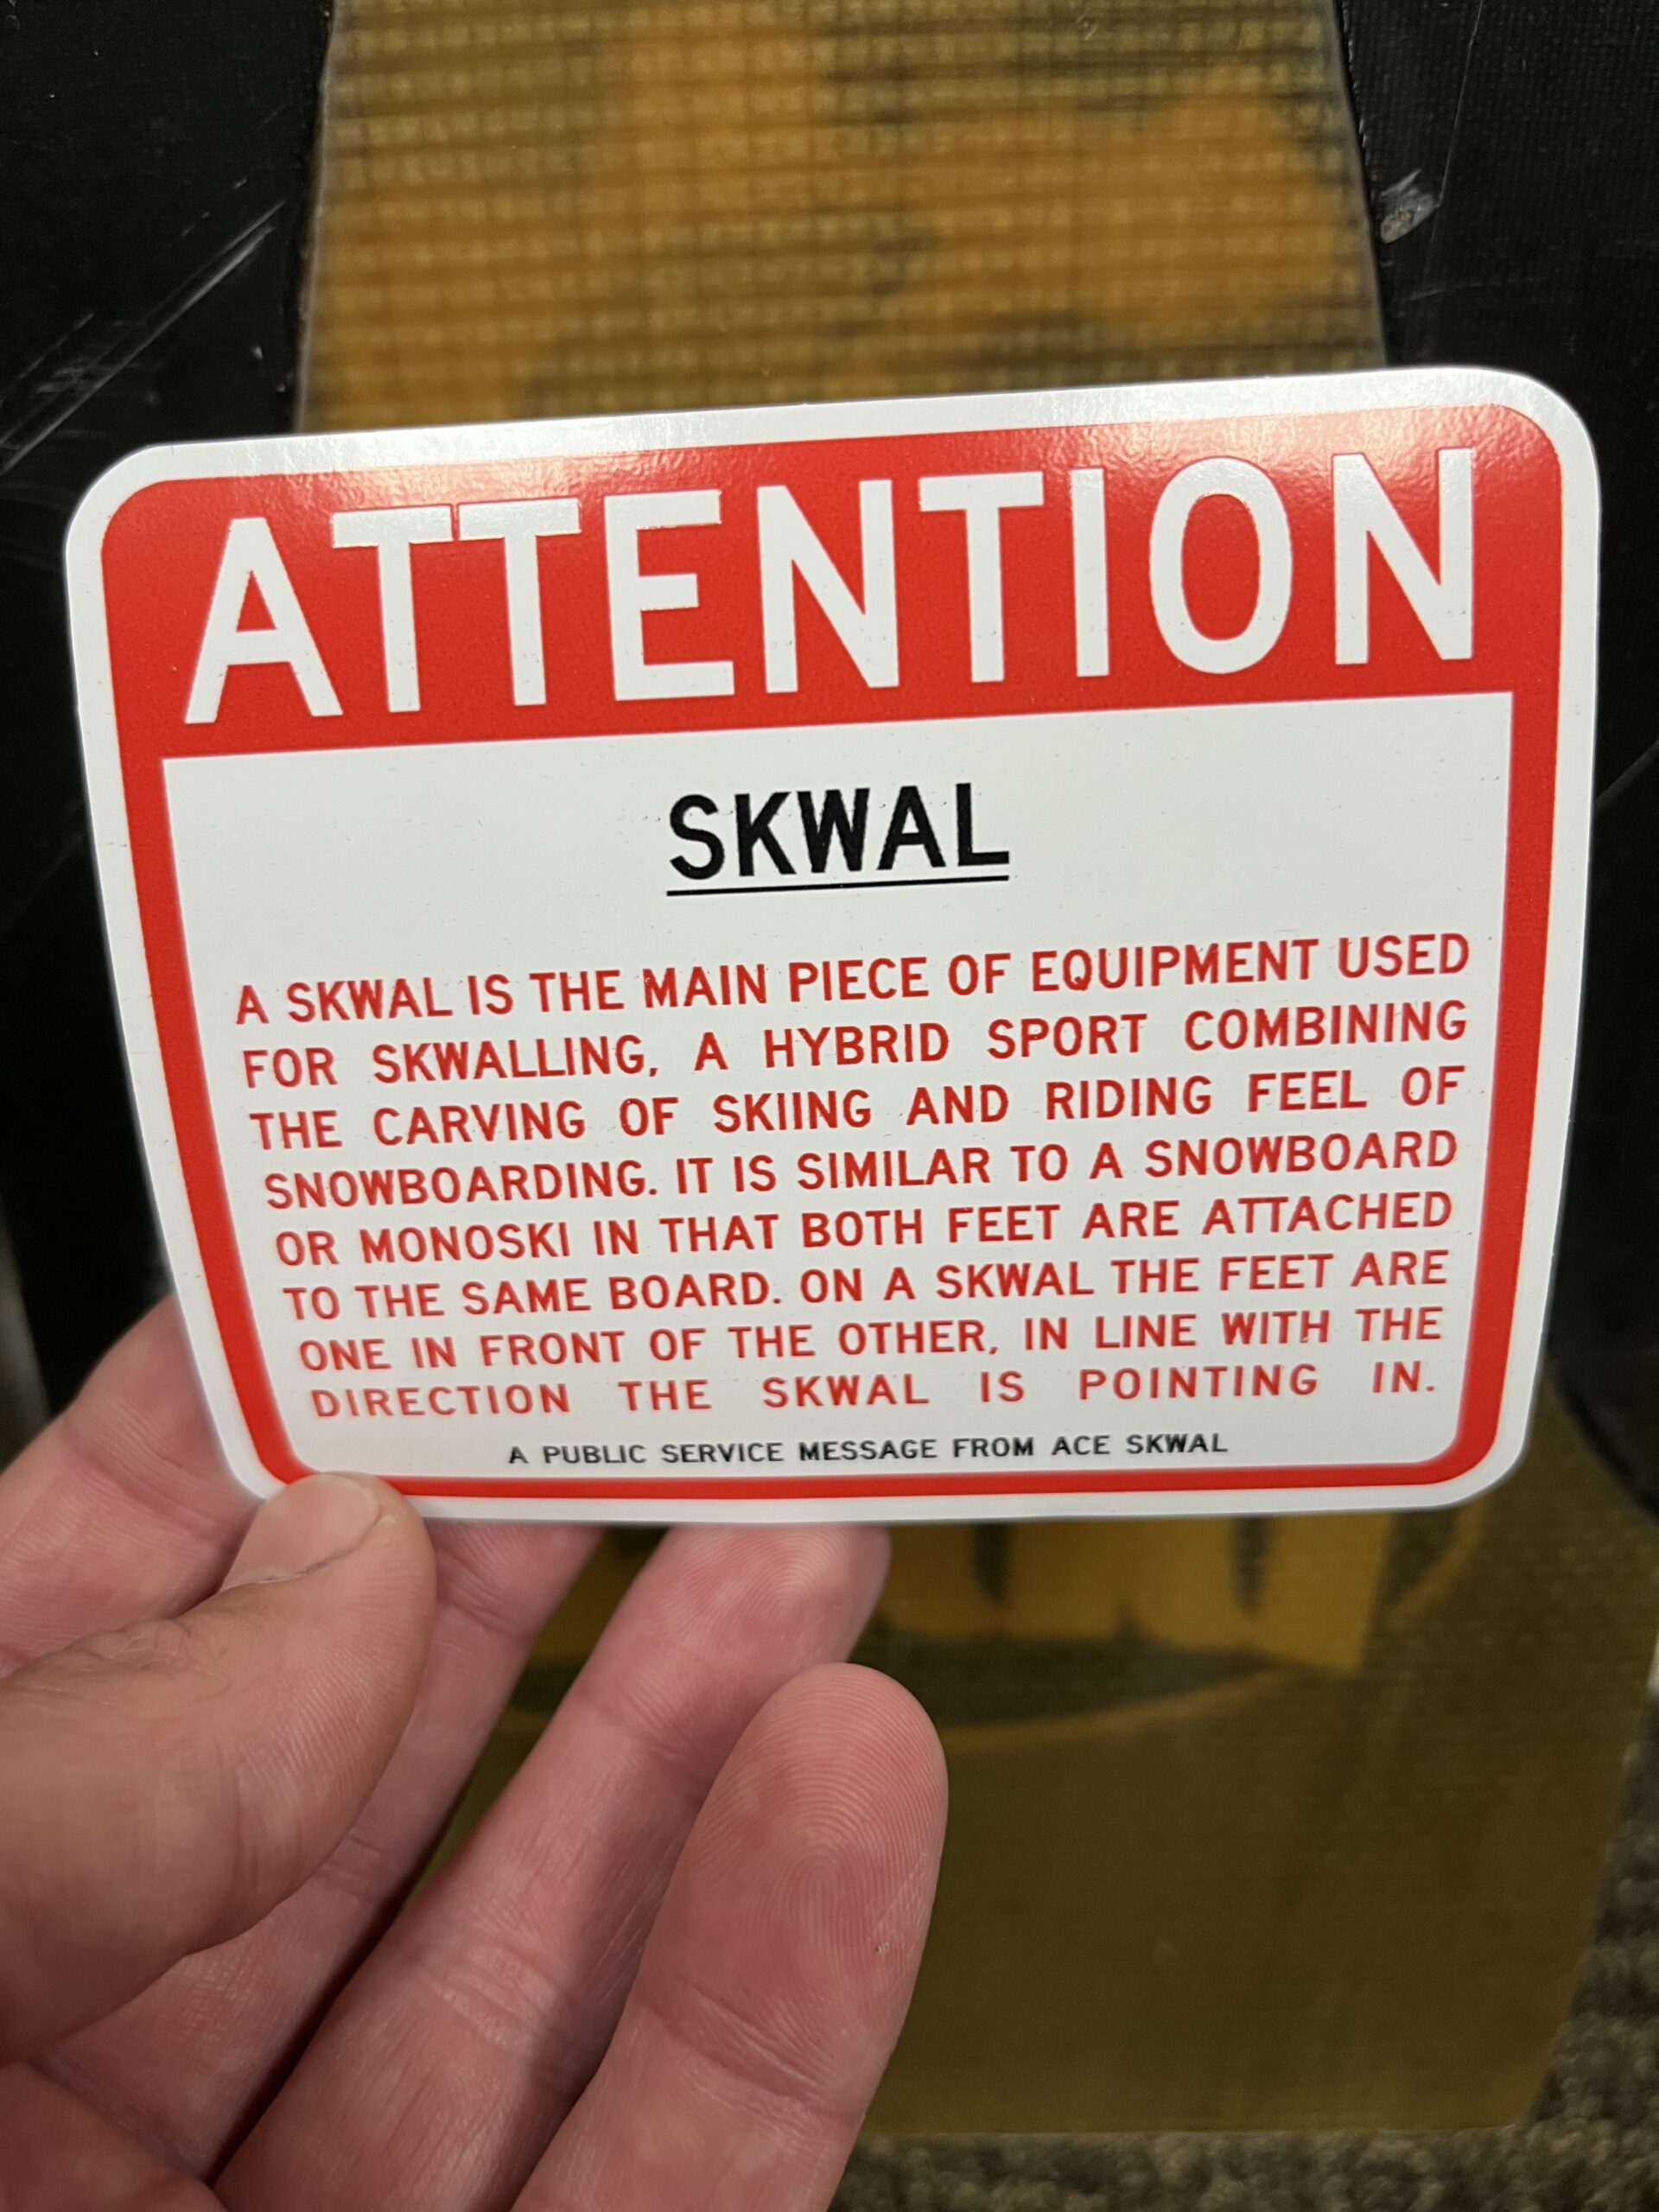 ATTENTION
SKWAL
A SKWAL IS THE MAIN PIECE OF EQUIPMENT USED
FOR SKWALLING, A HYBRID SPORT COMBINING
THE CARVING OF SKIING AND RIDING FEEL OF
SNOWBOARDING. IT IS SIMILAR TO A SNOWBOARD
OR MONOSKI IN THAT BOTH FEET ARE ATTACHED
TO THE SAME BOARD. ON A SKWAL THE FEET ARE
ONE IN FRONT OF THE OTHER, IN LINE WITH THE
DIRECTION THE SKWAL IS POINTING IN.
A PUBLIC SERVICE MESSAGE FROM ACE SKWAL